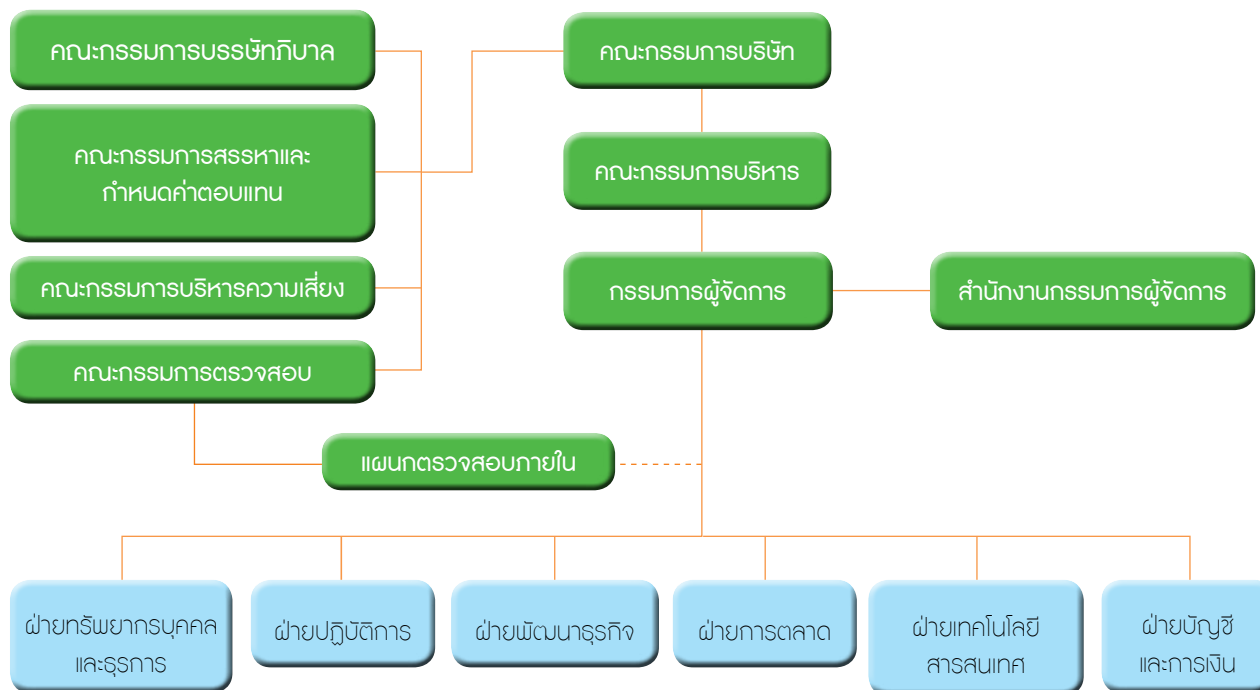 คณะกรรมการบรรษัทภิบาล
คณะกรรมการบริษัท
คณะกรรมการสรรหาและ
กำหนดค่าตอบแทน
คณะกรรมการบริหาร
คณะกรรมการบริหารความเสี่ยง
กรรมการผู้จัดการ
สำนักงานกรรมการผู้จัดการ
คณะกรรมการตรวจสอบ
แผนกตรวจสอบภายใน
ฝ่ายทรัพยากรบุคคล
และธุรการ
ฝ่ายปฏิบัติการ
ฝ่ายพัฒนาธุรกิจ
ฝ่ายการตลาด
ฝ่ายเทคโนโลยี
สารสนเทศ
ฝ่ายบัญชี
และการเงิน